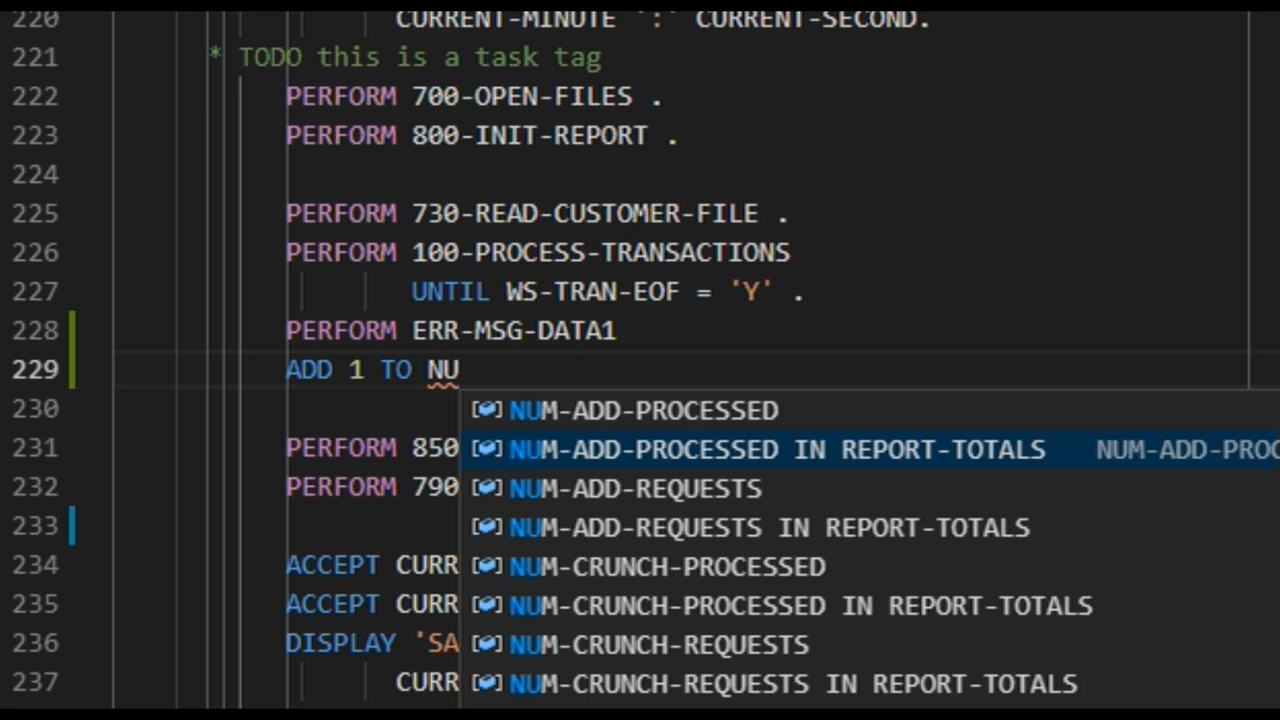 220 CURRENT-MINUTE ':' CURRENT-SECOND.
221 * TODO this is a task tag
222 PERFORM 700-OPEN-FILES .
223 PERFORM 800-INIT-REPORT .
224
225 PERFORM 730-READ-CUSTOMER-FILE .
226 PERFORM 100-PROCESS-TRANSACTIONS
227 UNTIL WS-TRAN-EOF = 'Y' .
228 PERFORM ERR-MSG-DATA1
229 ADD 1 TO NU
230 NUM-ADD-PROCESSED
231 PERFORM 850 NUM-ADD-PROCESSED IN REPORT-TOTALS NUM-ADD-PROC
232 PERFORM 790 NUM-ADD-REQUESTS
233 NUM-ADD-REQUESTS IN REPORT-TOTALS
234 ACCEPT CURR NUM-CRUNCH-PROCESSED
235 ACCEPT CURR NUM-CRUNCH-PROCESSED IN REPORT-TOTALS
236 DISPLAY 'SA NUM-CRUNCH-REQUESTS
237 CURR NUM-CRUNCH-REQUESTS IN REPORT-TOTALS